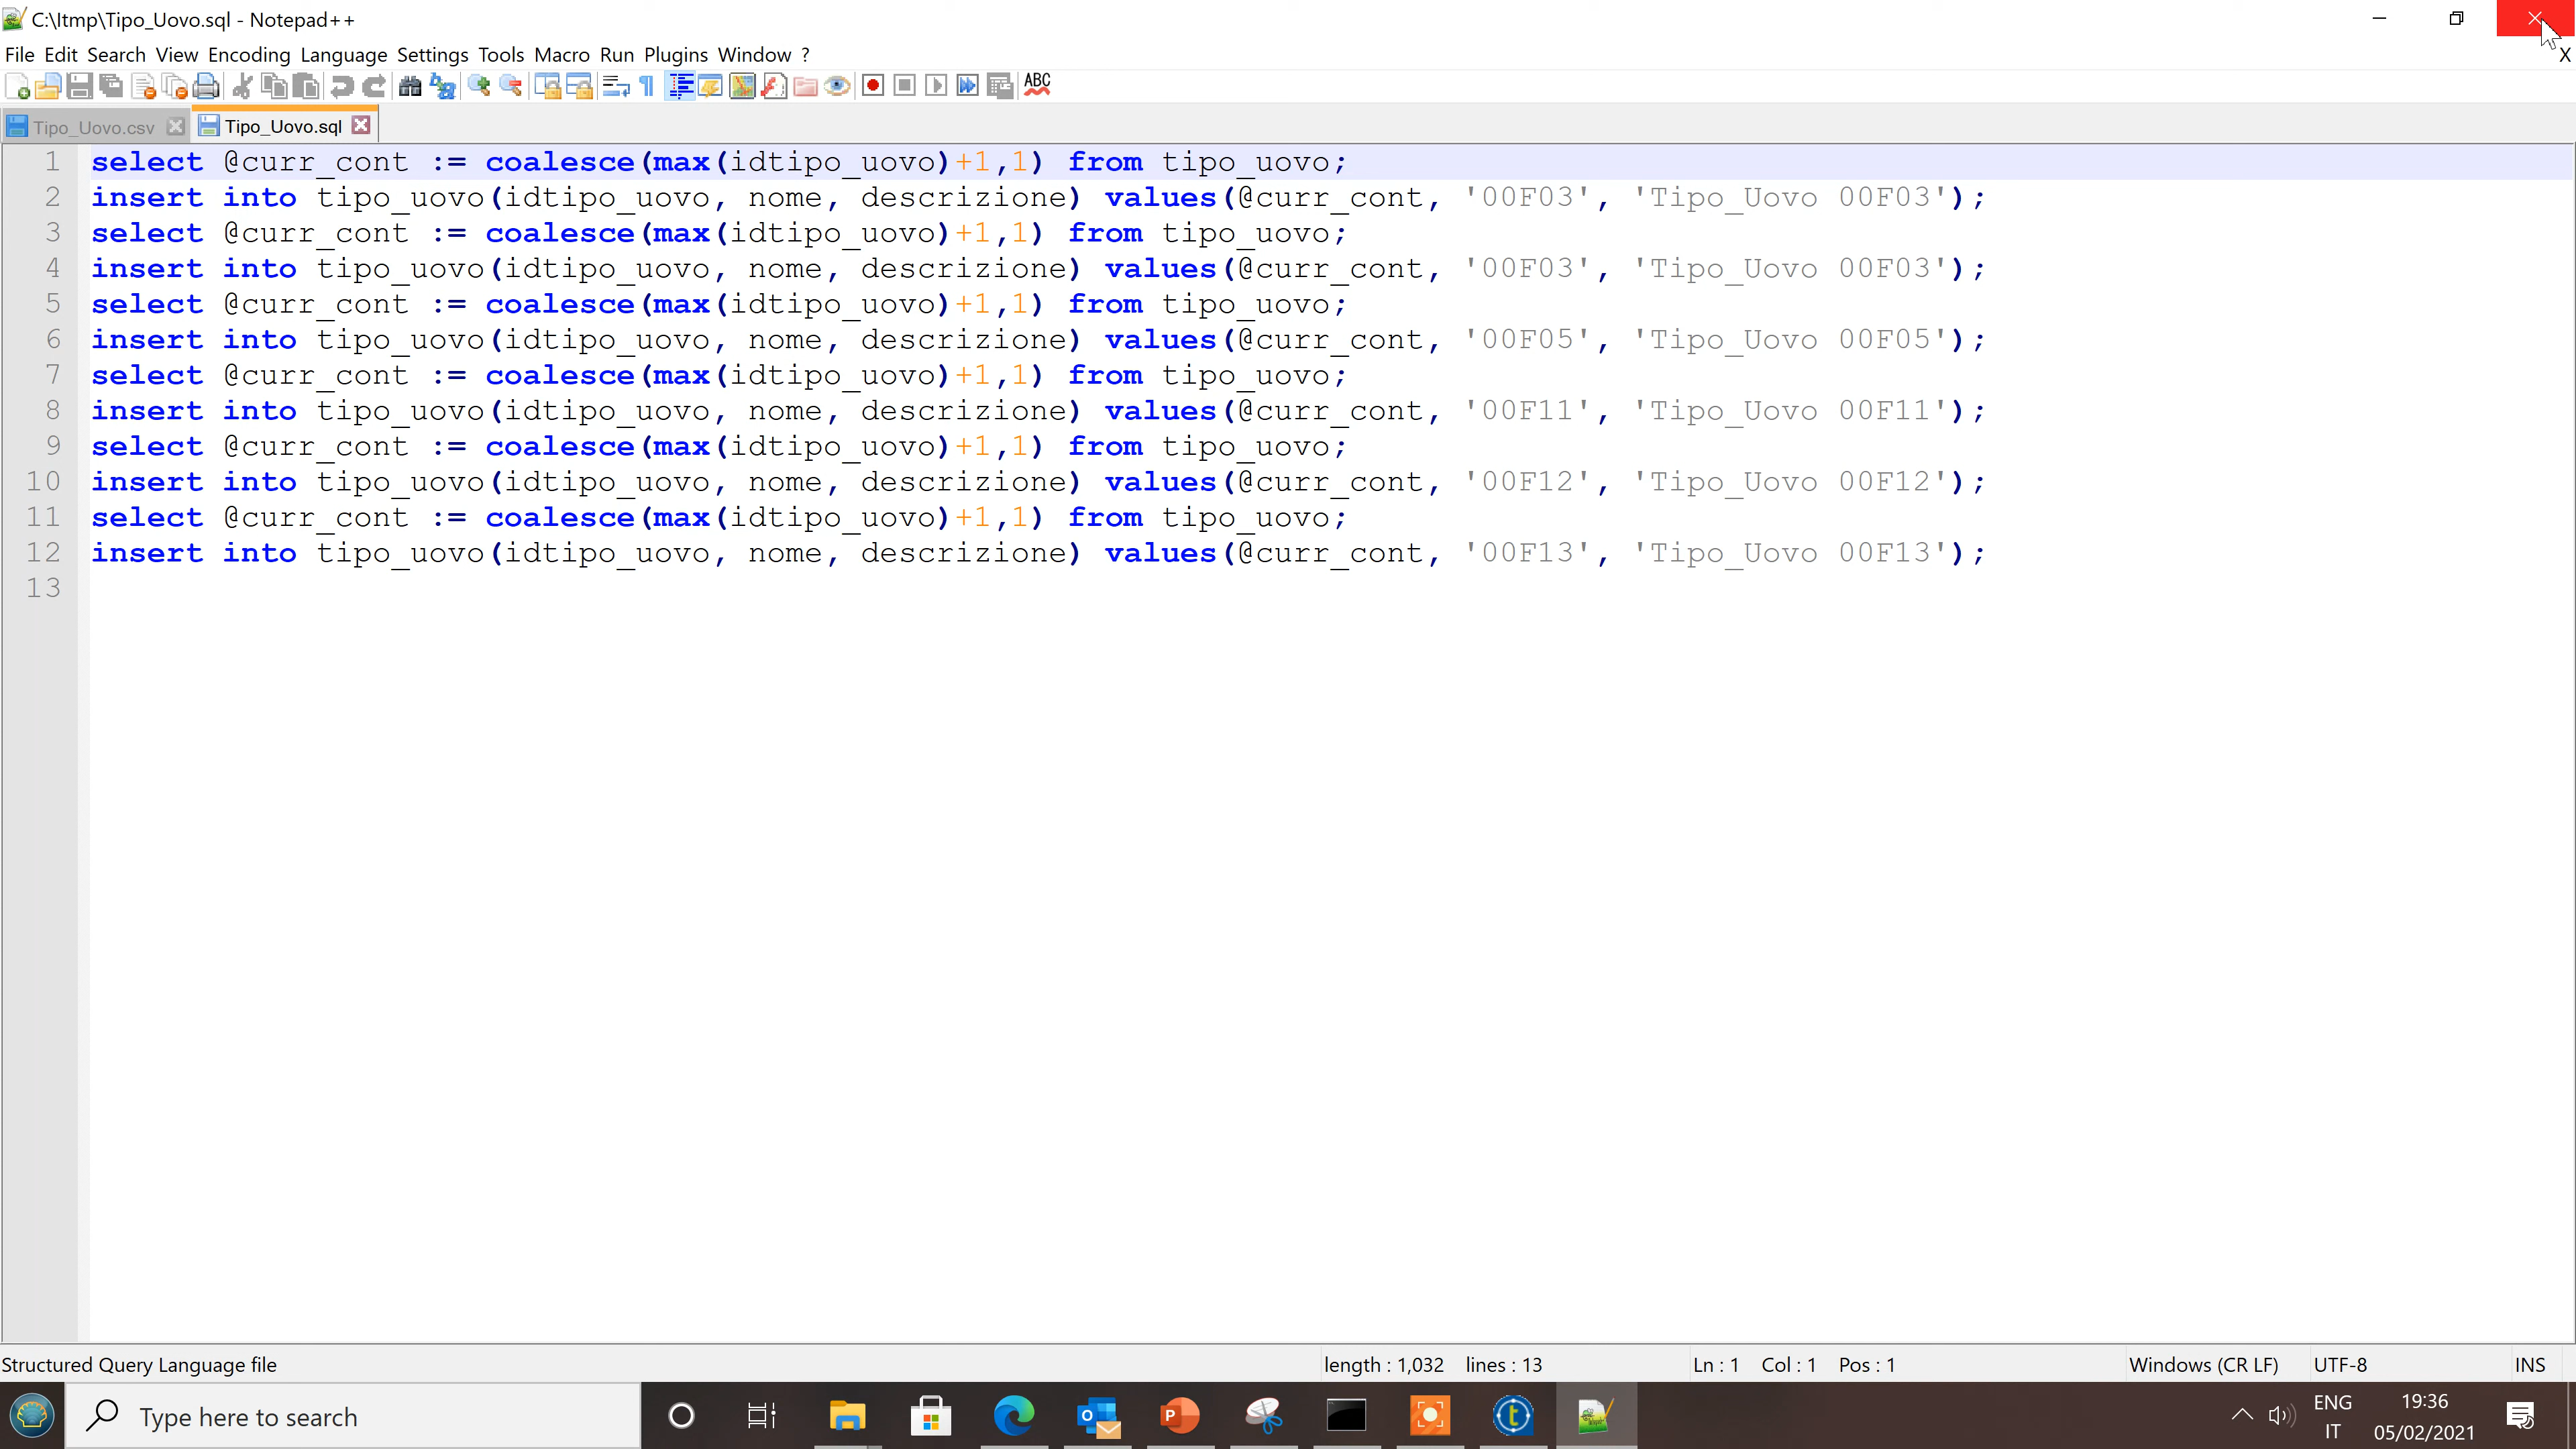 C:\Itmp\Tipo_Uovo.sql - Notepad++
File Edit Search View Encoding Language Settings Tools Macro Run Plugins Window ?
X
ABC
Tipo_Uovo.csv Tipo_Uovo.sql
1 select @curr_cont := coalesce(max(idtipo_uovo)+1,1) from tipo_uovo;
2 insert into tipo_uovo(idtipo_uovo, nome, descrizione) values(@curr_cont, '00F03', 'Tipo_Uovo 00F03');
3 select @curr_cont := coalesce(max(idtipo_uovo)+1,1) from tipo_uovo;
4 insert into tipo_uovo(idtipo_uovo, nome, descrizione) values(@curr_cont, '00F03', 'Tipo_Uovo 00F03');
5 select @curr_cont := coalesce(max(idtipo_uovo)+1,1) from tipo_uovo;
6 insert into tipo_uovo(idtipo_uovo, nome, descrizione) values(@curr_cont, '00F05', 'Tipo_Uovo 00F05');
7 select @curr_cont := coalesce(max(idtipo_uovo)+1,1) from tipo_uovo;
8 insert into tipo_uovo(idtipo_uovo, nome, descrizione) values(@curr_cont, '00F11', 'Tipo_Uovo 00F11');
9 select @curr_cont := coalesce(max(idtipo_uovo)+1,1) from tipo_uovo;
10 insert into tipo_uovo(idtipo_uovo, nome, descrizione) values(@curr_cont, '00F12', 'Tipo_Uovo 00F12');
11 select @curr_cont := coalesce(max(idtipo_uovo)+1,1) from tipo_uovo;
12 insert into tipo_uovo(idtipo_uovo, nome, descrizione) values(@curr_cont, '00F13', 'Tipo_Uovo 00F13');
13
Structured Query Language file length : 1,032 lines : 13 Ln : 1 Col : 1 Pos : 1 Windows (CR LF) UTF-8 INS
Type here to search
ENG 19:36
IT 05/02/2021